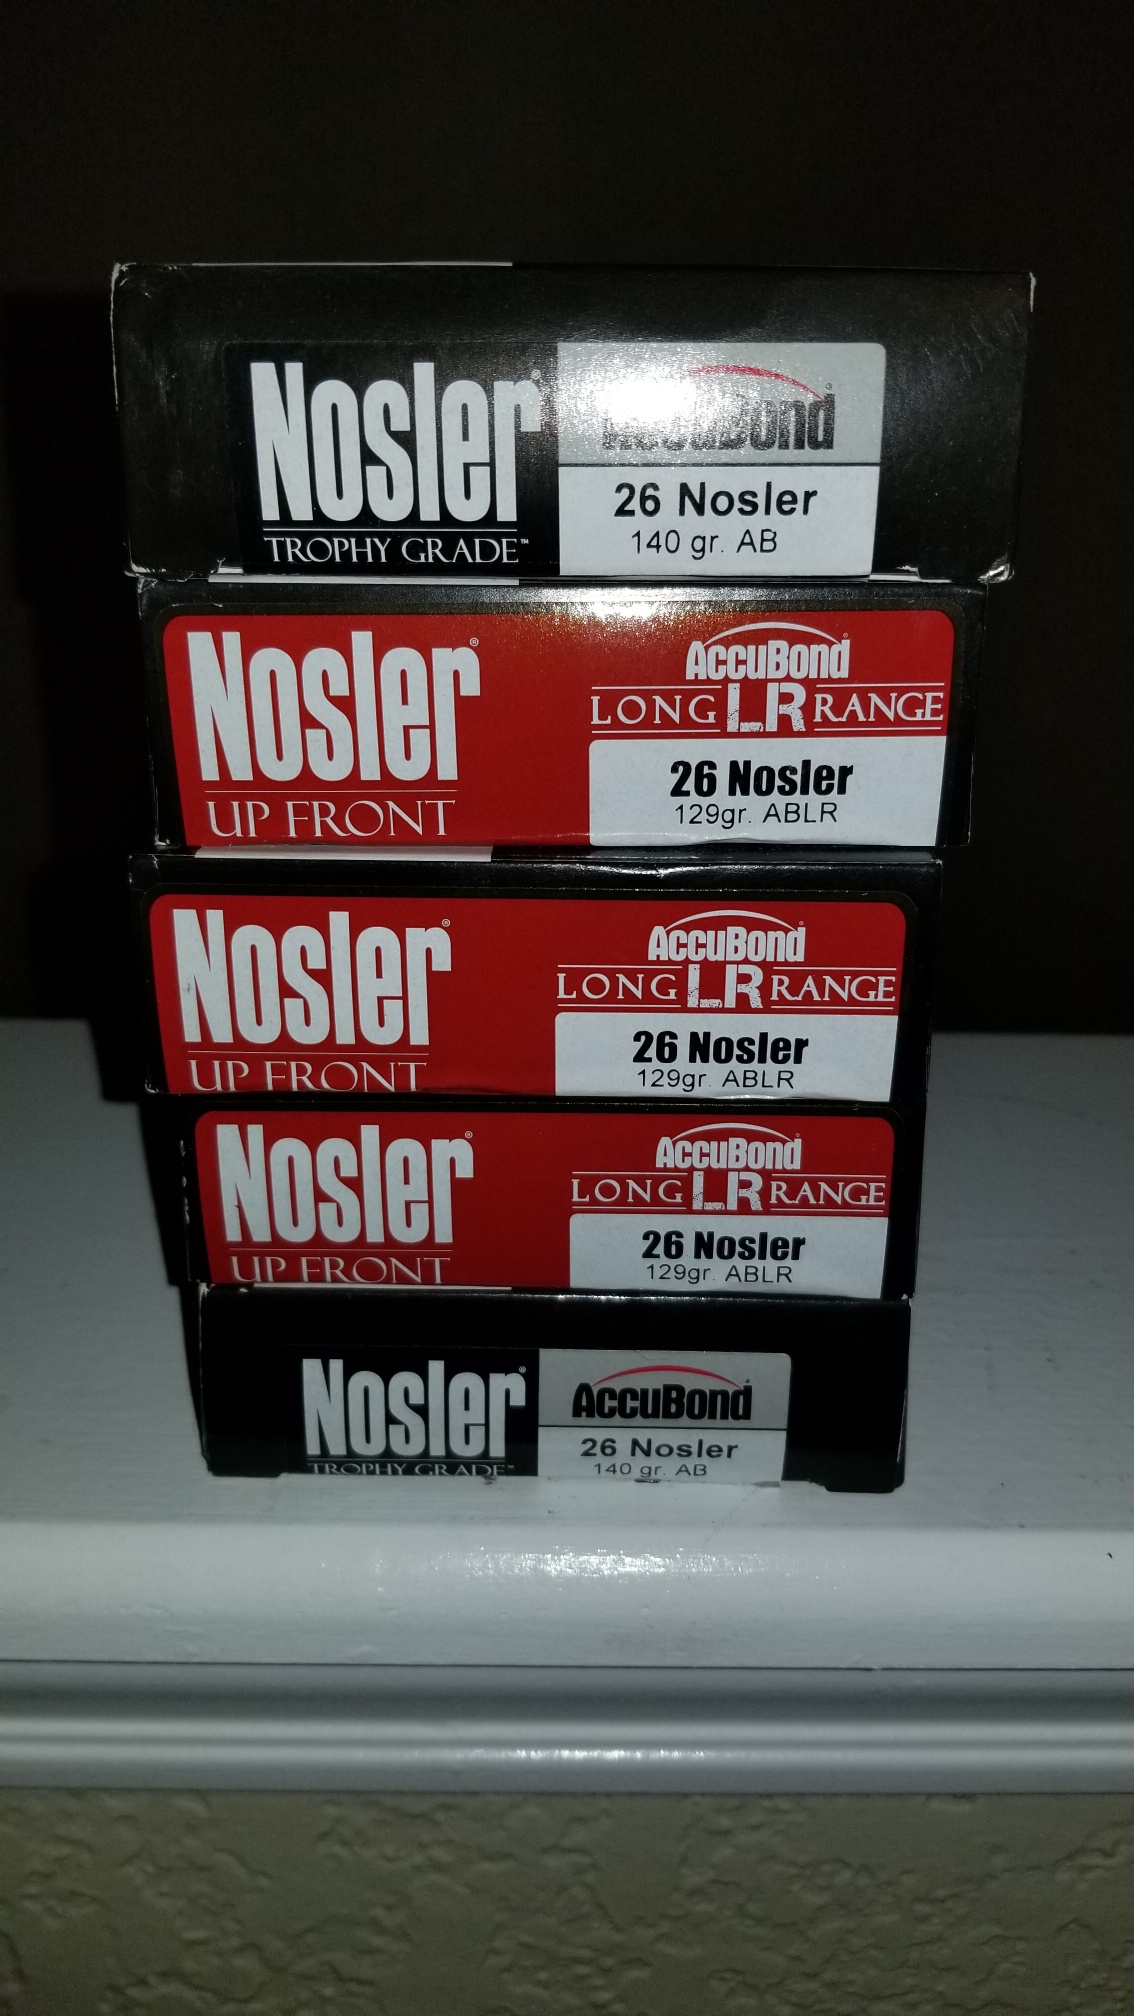 Nosler®
TROPHY GRADE™
AccuBond®
26 Nosler
140 gr. AB
Nosler®
UP FRONT
AccuBond®
LONG LR RANGE
26 Nosler
129gr. ABLR
Nosler®
UP FRONT
AccuBond®
LONG LR RANGE
26 Nosler
129gr. ABLR
Nosler®
UP FRONT
AccuBond®
LONG LR RANGE
26 Nosler
129gr. ABLR
Nosler®
TROPHY GRADE™
AccuBond®
26 Nosler
140 gr. AB